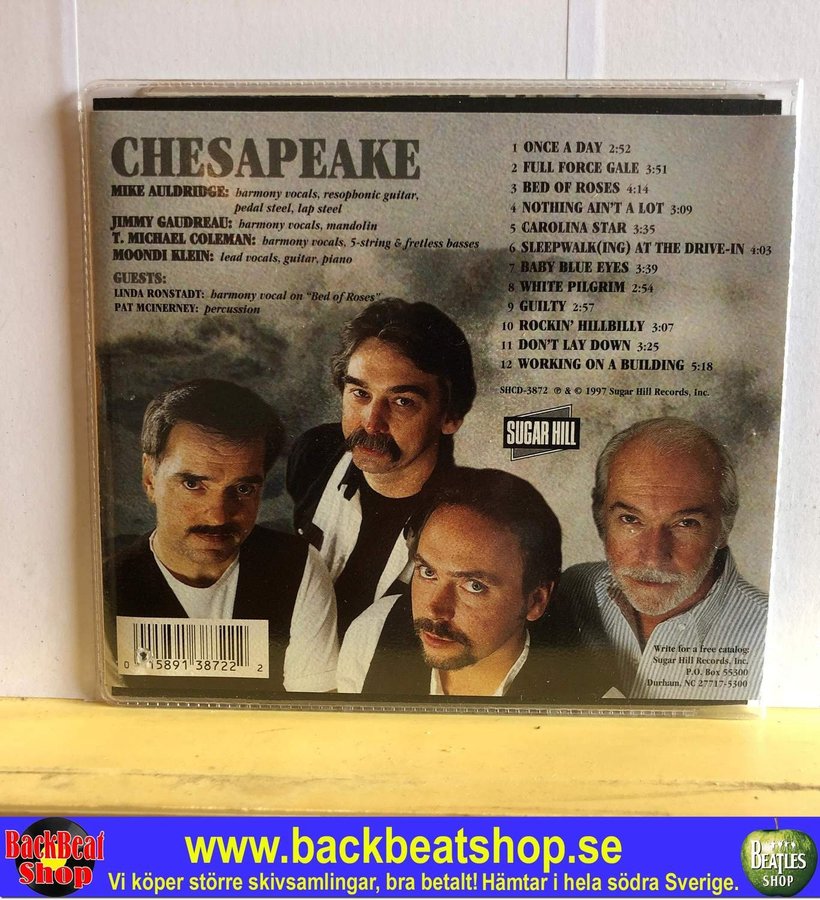 CHESAPEAKE
MIKE AULDRIDGE: harmony vocals, resophonic guitar,
pedal steel, lap steel
JIMMY GAUDREAU: harmony vocals, mandolin
T. MICHAEL COLEMAN: harmony vocals, 5-string & fretless basses
MOONDI KLEIN: lead vocals, guitar, piano
GUESTS:
LINDA RONSTADT: harmony vocal on "Bed of Roses"
PAT MCINERNEY: percussion
1 ONCE A DAY 2:52
2 FULL FORCE GALE 3:51
3 BED OF ROSES 4:14
4 NOTHING AIN'T A LOT 3:09
5 CAROLINA STAR 3:35
6 SLEEPWALK(ING) AT THE DRIVE-IN 4:03
7 BABY BLUE EYES 3:39
8 WHITE PILGRIM 2:54
9 GUILTY 2:57
10 ROCKIN' HILLBILLY 3:07
11 DON'T LAY DOWN 3:25
12 WORKING ON A BUILDING 5:18
SHCD-3872 ℗ & © 1997 Sugar Hill Records, Inc.
SUGAR HILL
0 15891 38722 2
Write for a free catalog:
Sugar Hill Records, Inc.
P.O. Box 55300
Durham, NC 27717-5300
BackBeat
Shop
www.backbeatshop.se
Vi köper större skivsamlingar, bra betalt! Hämtar i hela södra Sverige.
BEATLES
SHOP